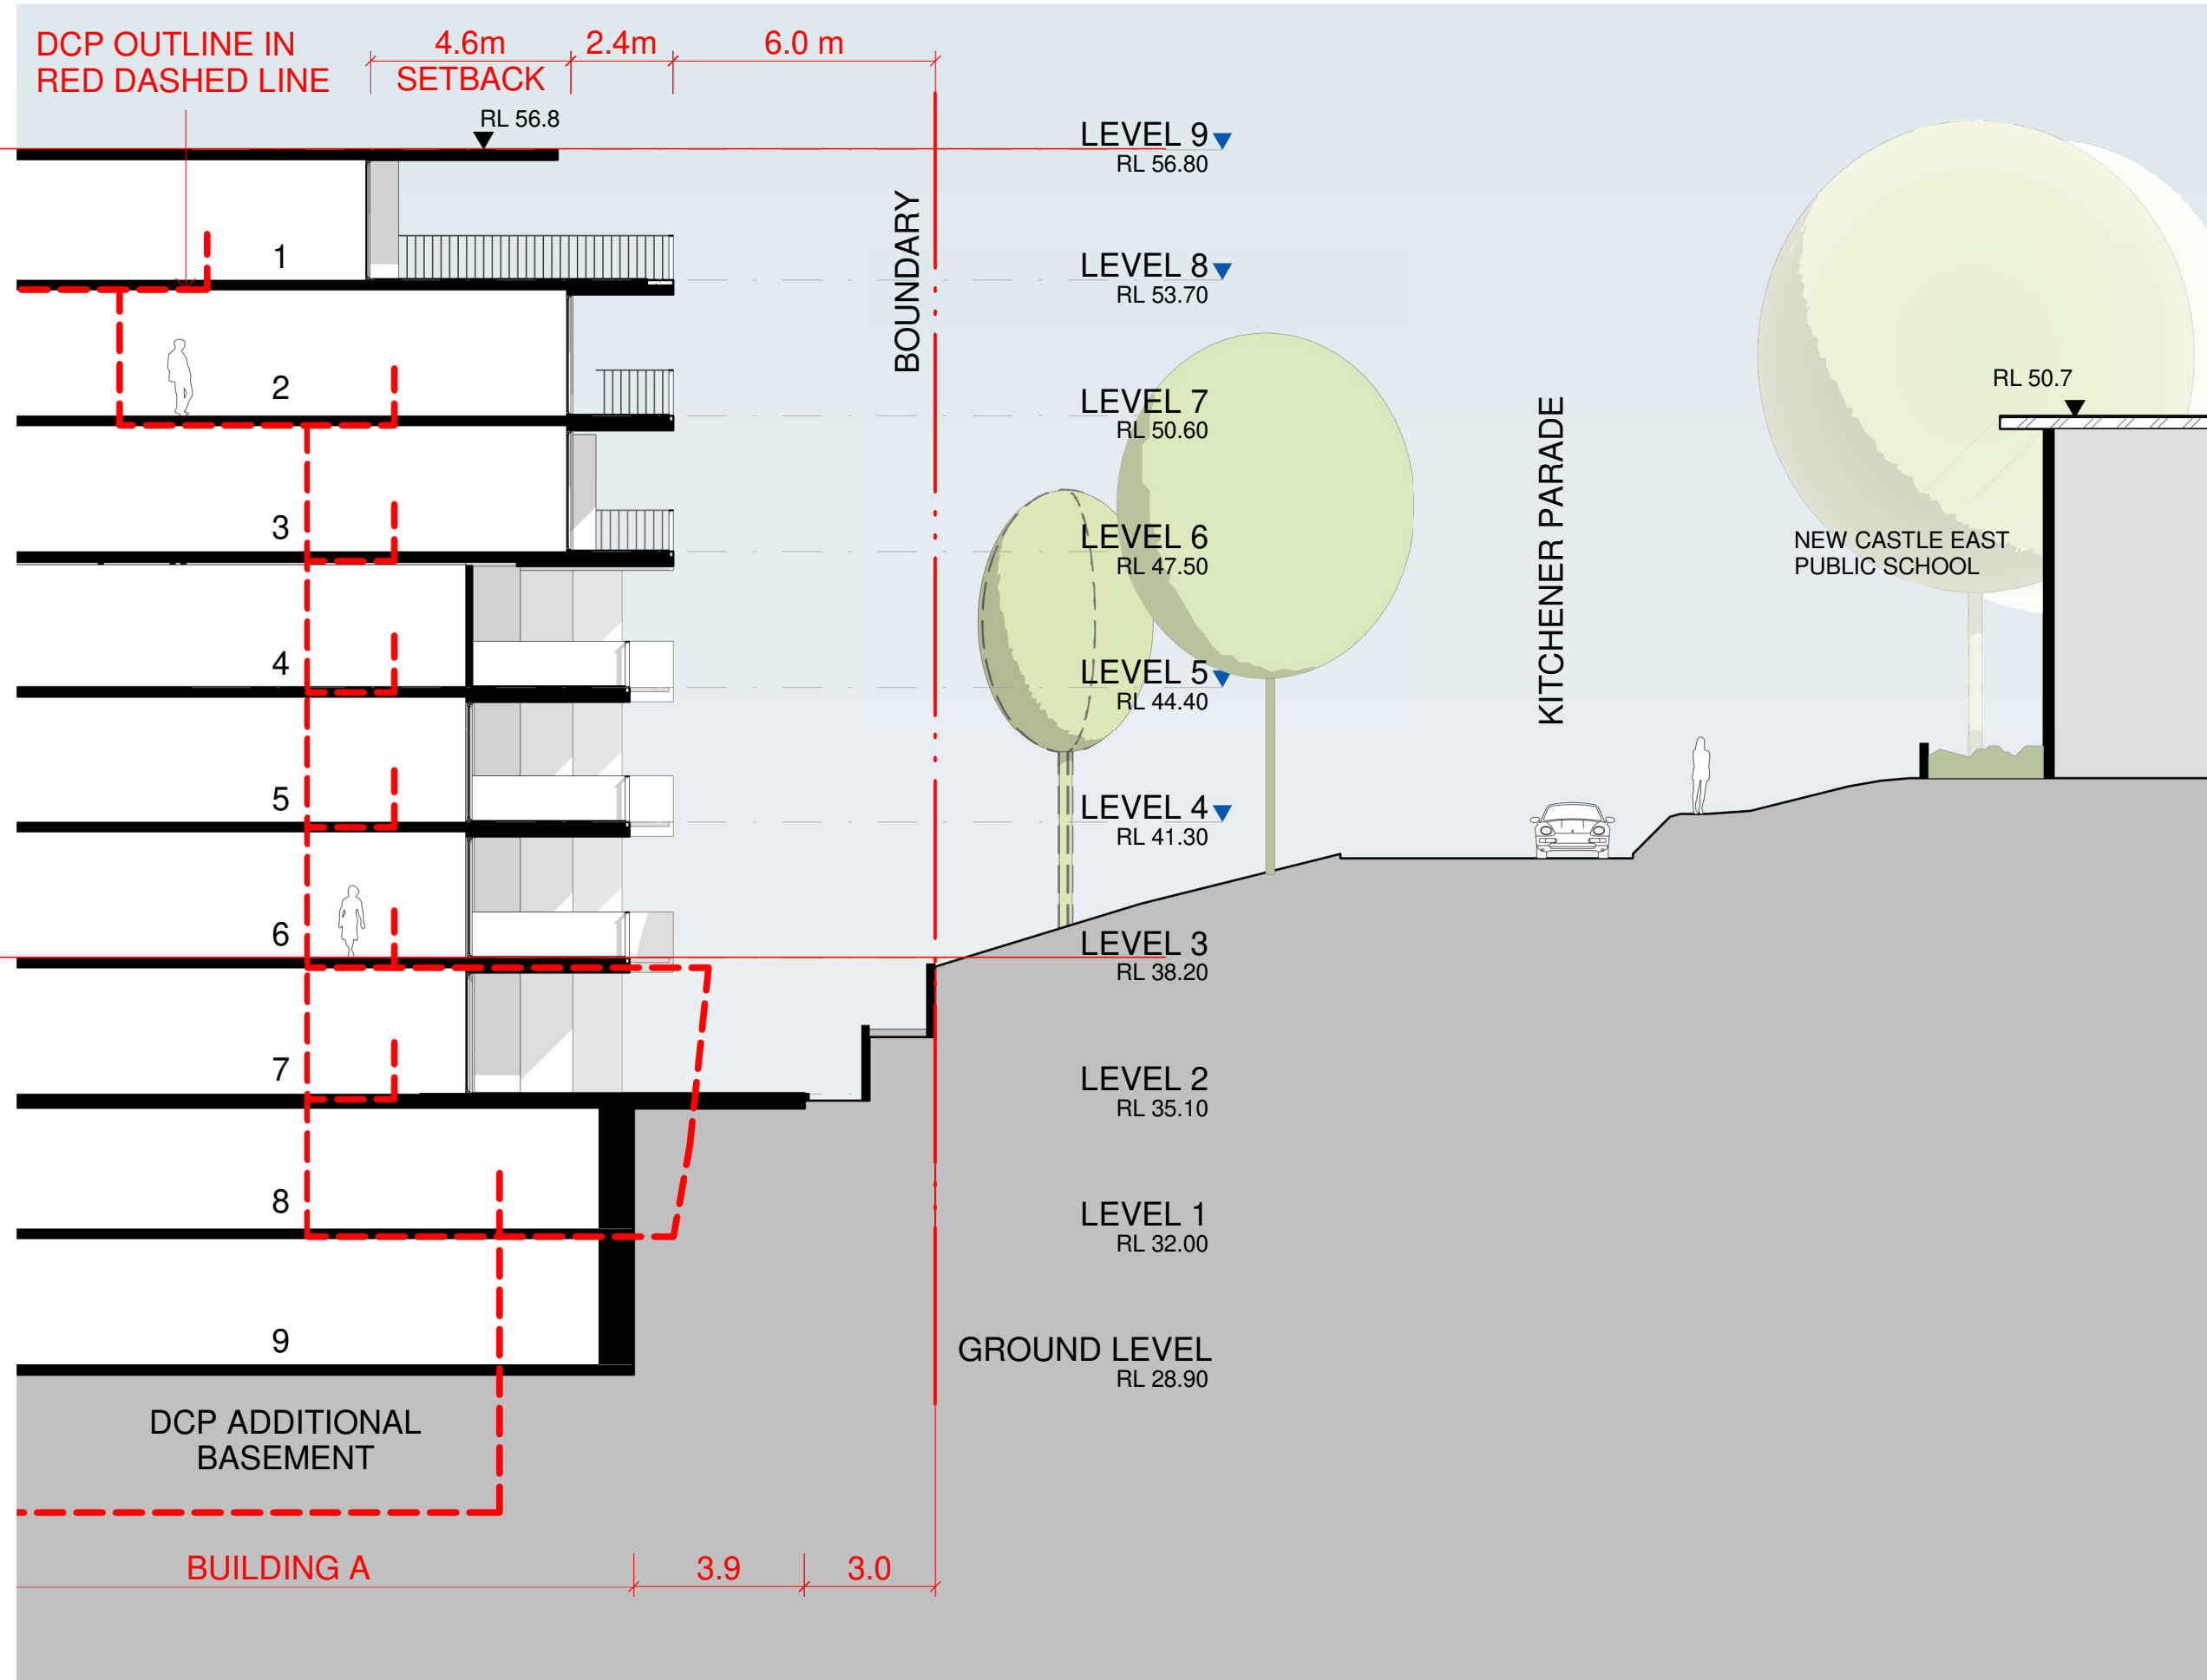 DCP OUTLINE IN
RED DASHED LINE
4.6m
2.4m
6.0 m
SETBACK
RL 56.8
LEVEL 9
RL 56.80
BOUNDARY
1
LEVEL 8
RL 53.70
2
LEVEL 7
RL 50.60
RL 50.7
KITCHENER PARADE
3
LEVEL 6
RL 47.50
NEW CASTLE EAST
PUBLIC SCHOOL
4
LEVEL 5
RL 44.40
5
LEVEL 4
RL 41.30
6
LEVEL 3
RL 38.20
7
LEVEL 2
RL 35.10
8
LEVEL 1
RL 32.00
9
GROUND LEVEL
RL 28.90
DCP ADDITIONAL
BASEMENT
BUILDING A
3.9
3.0